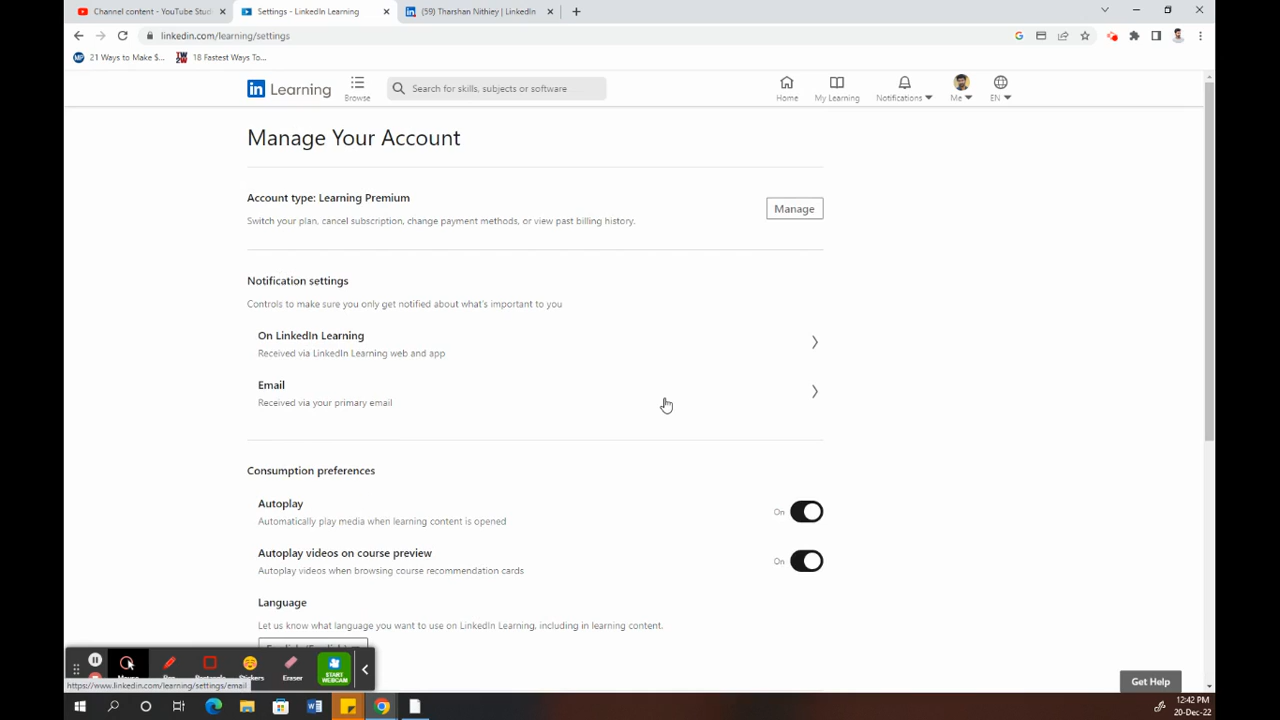 Channel content - YouTube Stud
Settings - LinkedIn Learning
(59) Tharshan Nithiey | LinkedIn
linkedin.com/learning/settings
21 Ways to Make $...
18 Fastest Ways To...
in Learning
Browse
Search for skills, subjects or software
Home
My Learning
Notifications
Me
EN
Manage Your Account
Account type: Learning Premium
Switch your plan, cancel subscription, change payment methods, or view past billing history.
Manage
Notification settings
Controls to make sure you only get notified about what's important to you
On LinkedIn Learning
Received via LinkedIn Learning web and app
Email
Received via your primary email
Consumption preferences
Autoplay
Automatically play media when learning content is opened
On
Autoplay videos on course preview
Autoplay videos when browsing course recommendation cards
On
Language
Let us know what language you want to use on LinkedIn Learning, including in learning content.
Mouse
Stickers
Eraser
START WEBCAM
https://www.linkedin.com/learning/settings/email
Get Help
12:42 PM
20-Dec-22